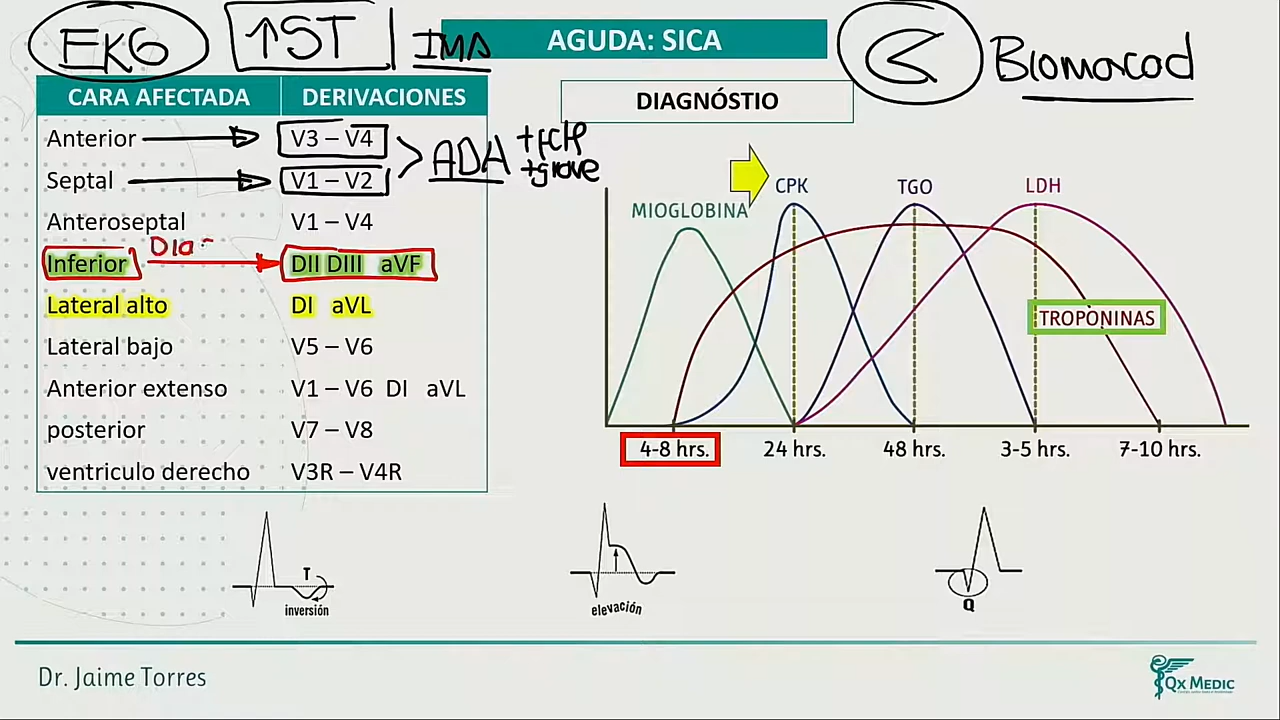 EKG ↑ST IMA
AGUDA: SICA
Biomarcad
CARA AFECTADA DERIVACIONES
DIAGNÓSTIO
Anterior V3 – V4
Septal V1 – V2
Anteroseptal V1 – V4
Inferior DII DIII aVF
Lateral alto DI aVL
Lateral bajo V5 – V6
Anterior extenso V1 – V6 DI aVL
posterior V7 – V8
ventriculo derecho V3R – V4R
+grave
MIOGLOBINA
CPK
TGO
LDH
TROPONINAS
4-8 hrs. 24 hrs. 48 hrs. 3-5 hrs. 7-10 hrs.
T
inversión
elevación
Q
Dr. Jaime Torres
Qx MEDIC